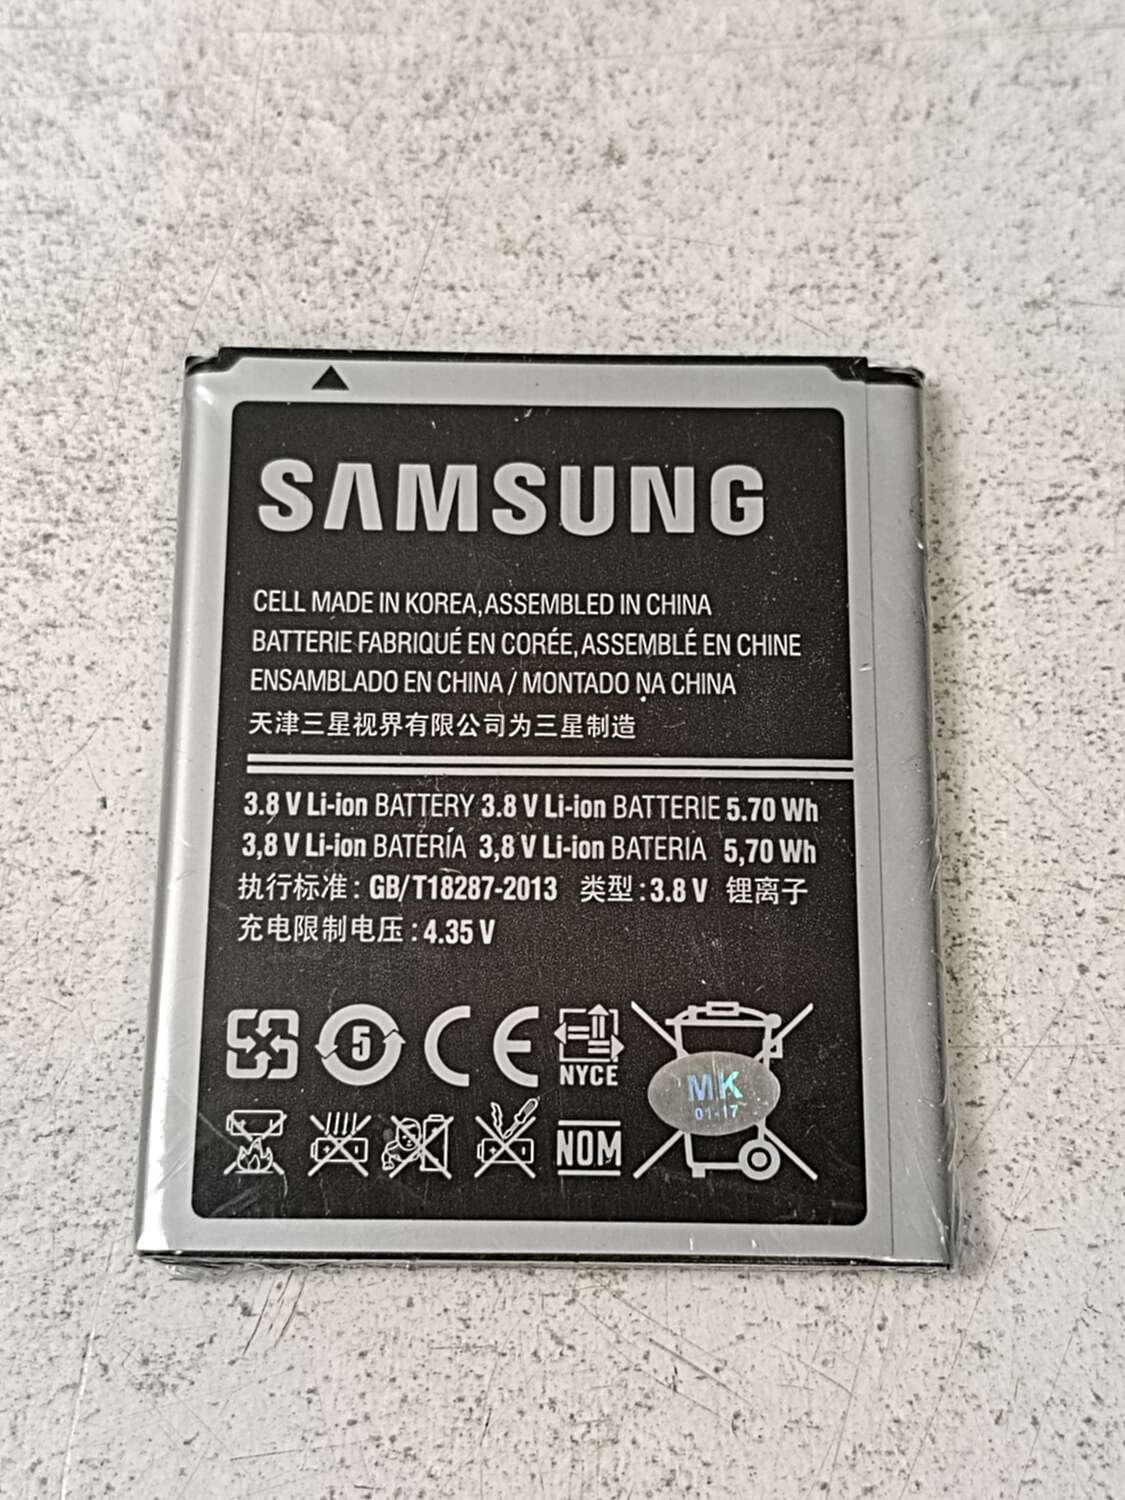 SAMSUNG
CELL MADE IN KOREA, ASSEMBLED IN CHINA
BATTERIE FABRIQUÉ EN CORÉE, ASSEMBLÉ EN CHINE
ENSAMBLADO EN CHINA / MONTADO NA CHINA
天津三星视界有限公司为三星制造
3.8 V Li-ion BATTERY 3.8 V Li-ion BATTERIE 5.70 Wh
3,8 V Li-ion BATERÍA 3,8 V Li-ion BATERIA 5,70 Wh
执行标准: GB/T18287-2013 类型: 3.8 V 锂离子
充电限制电压: 4.35 V
5 CE NYCE
MK
01-17
NOM